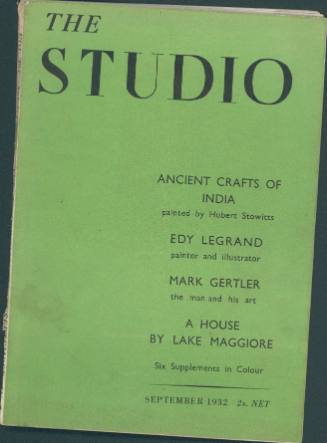 THE
STUDIO
ANCIENT CRAFTS OF
INDIA
painted by Hubert Stowitts
EDY LEGRAND
painter and illustrator
MARK GERTLER
the man and his art
A HOUSE
BY LAKE MAGGIORE
Six Supplements in Colour
SEPTEMBER 1932 2s. NET